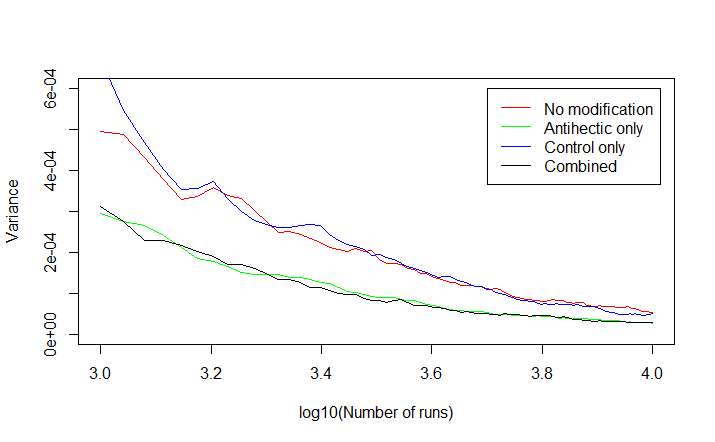 6e-04
4e-04
2e-04
0e+00
Variance
No modification
Antihectic only
Control only
Combined
3.0 3.2 3.4 3.6 3.8 4.0
log10(Number of runs)